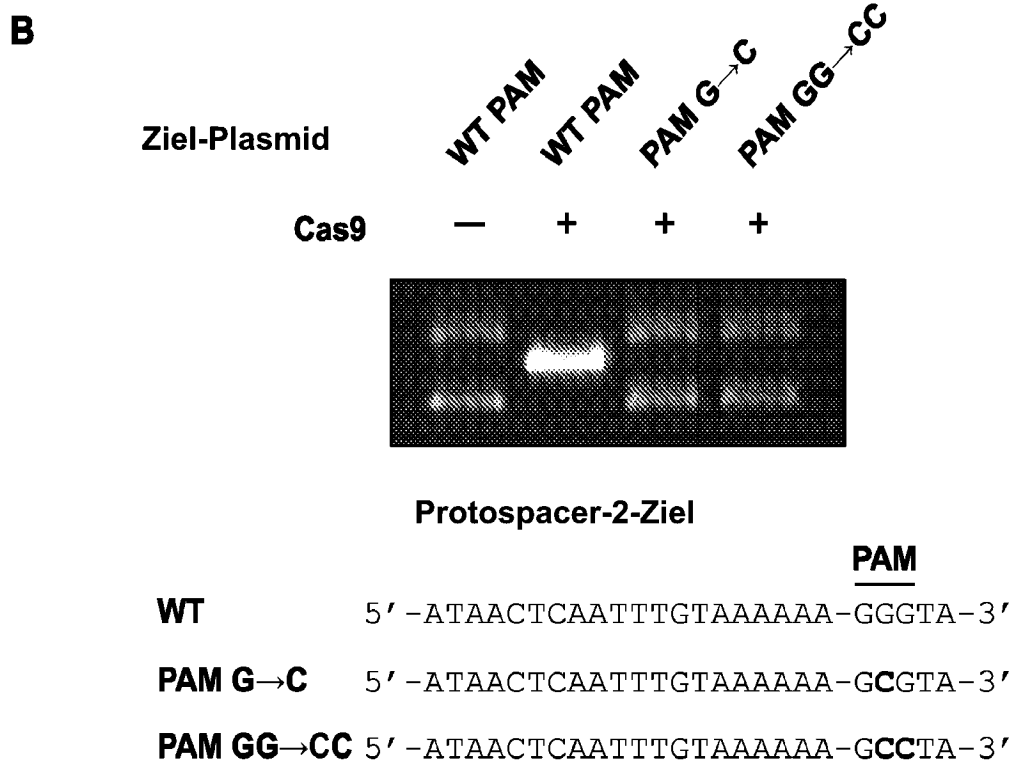 B
Ziel-Plasmid WT PAM WT PAM PAM G→C PAM GG→CC
Cas9 — + + +
Protospacer-2-Ziel
PAM
WT 5′-ATAACTCAATTTGTAAAAAA-GGGTA-3′
PAM G→C 5′-ATAACTCAATTTGTAAAAAA-GCGTA-3′
PAM GG→CC 5′-ATAACTCAATTTGTAAAAAA-GCCTA-3′